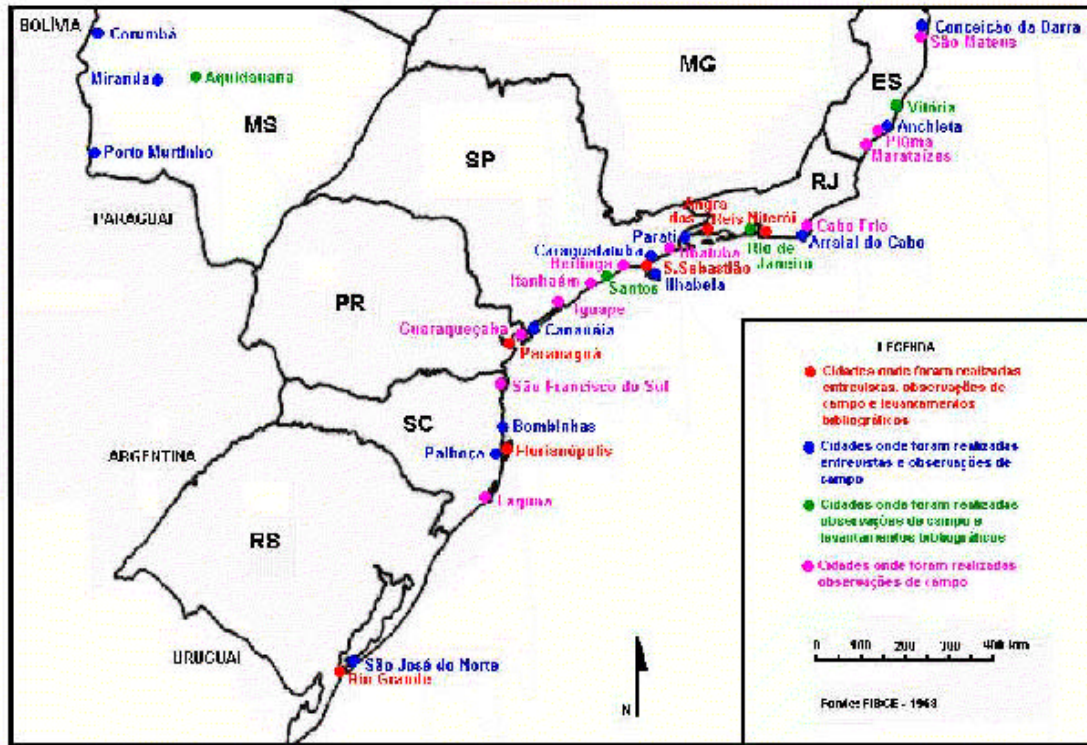 BOLÍVIA
Corumbá
Miranda
Aquidauana
MS
Porto Murtinho
PARAGUAI
MG
Conceição da Barra
São Mateus
ES
Vitória
Anchieta
Piúma
Marataízes
SP
RJ
Angra
dos Reis
Niterói
Cabo Frio
Arraial do Cabo
Rio de
Janeiro
Parati
Ubatuba
Caraguatatuba
Bertioga
S.Sebastião
Ilhabela
Itanhaém
Santos
Iguape
PR
Guaraqueçaba
Cananéia
Paranaguá
São Francisco do Sul
SC
Bombinhas
Palhoça
Florianópolis
Laguna
ARGENTINA
RS
URUGUAI
São José do Norte
Rio Grande
N
LEGENDA
Cidades onde foram realizadas
entrevistas, observações de
campo e levantamentos
bibliográficos
Cidades onde foram realizadas
entrevistas e observações de
campo
Cidades onde foram realizadas
observações de campo e
levantamentos bibliográficos
Cidades onde foram realizadas
observações de campo
0 100 200 300 400 km
Fonte: FIBGE -